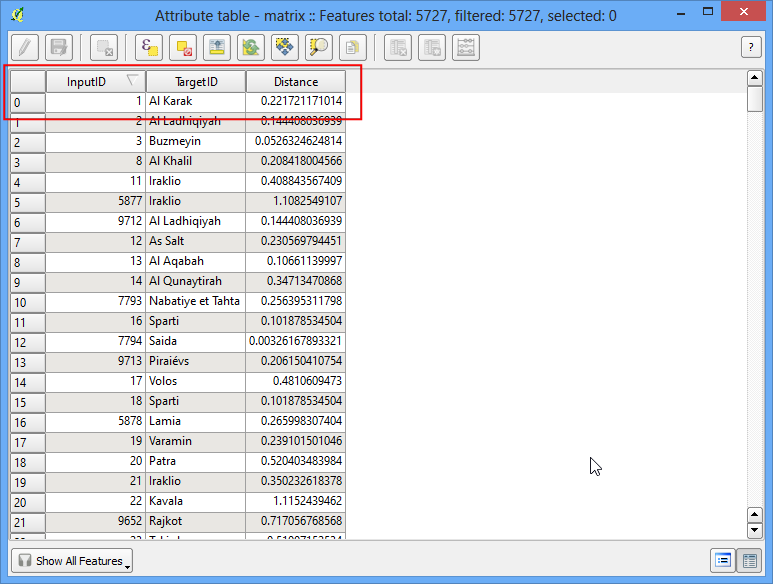 Attribute table - matrix :: Features total: 5727, filtered: 5727, selected: 0
?
InputID TargetID Distance
0 1 Al Karak 0.221721171014
1 2 Al Ladhiqiyah 0.144408036939
2 3 Buzmeyin 0.0526324624814
3 8 Al Khalil 0.208418004566
4 11 Iraklio 0.408843567409
5 5877 Iraklio 1.1082549107
6 9712 Al Ladhiqiyah 0.144408036939
7 12 As Salt 0.230569794451
8 13 Al Aqabah 0.10661139997
9 14 Al Qunaytirah 0.34713470868
10 7793 Nabatiye et Tahta 0.256395311798
11 16 Sparti 0.101878534504
12 7794 Saida 0.00326167893321
13 9713 Piraiévs 0.206150410754
14 17 Volos 0.4810609473
15 18 Sparti 0.101878534504
16 5878 Lamia 0.265998307404
17 19 Varamin 0.239101501046
18 20 Patra 0.520403483984
19 21 Iraklio 0.350232618378
20 22 Kavala 1.1152439462
21 9652 Rajkot 0.717056768568
Show All Features